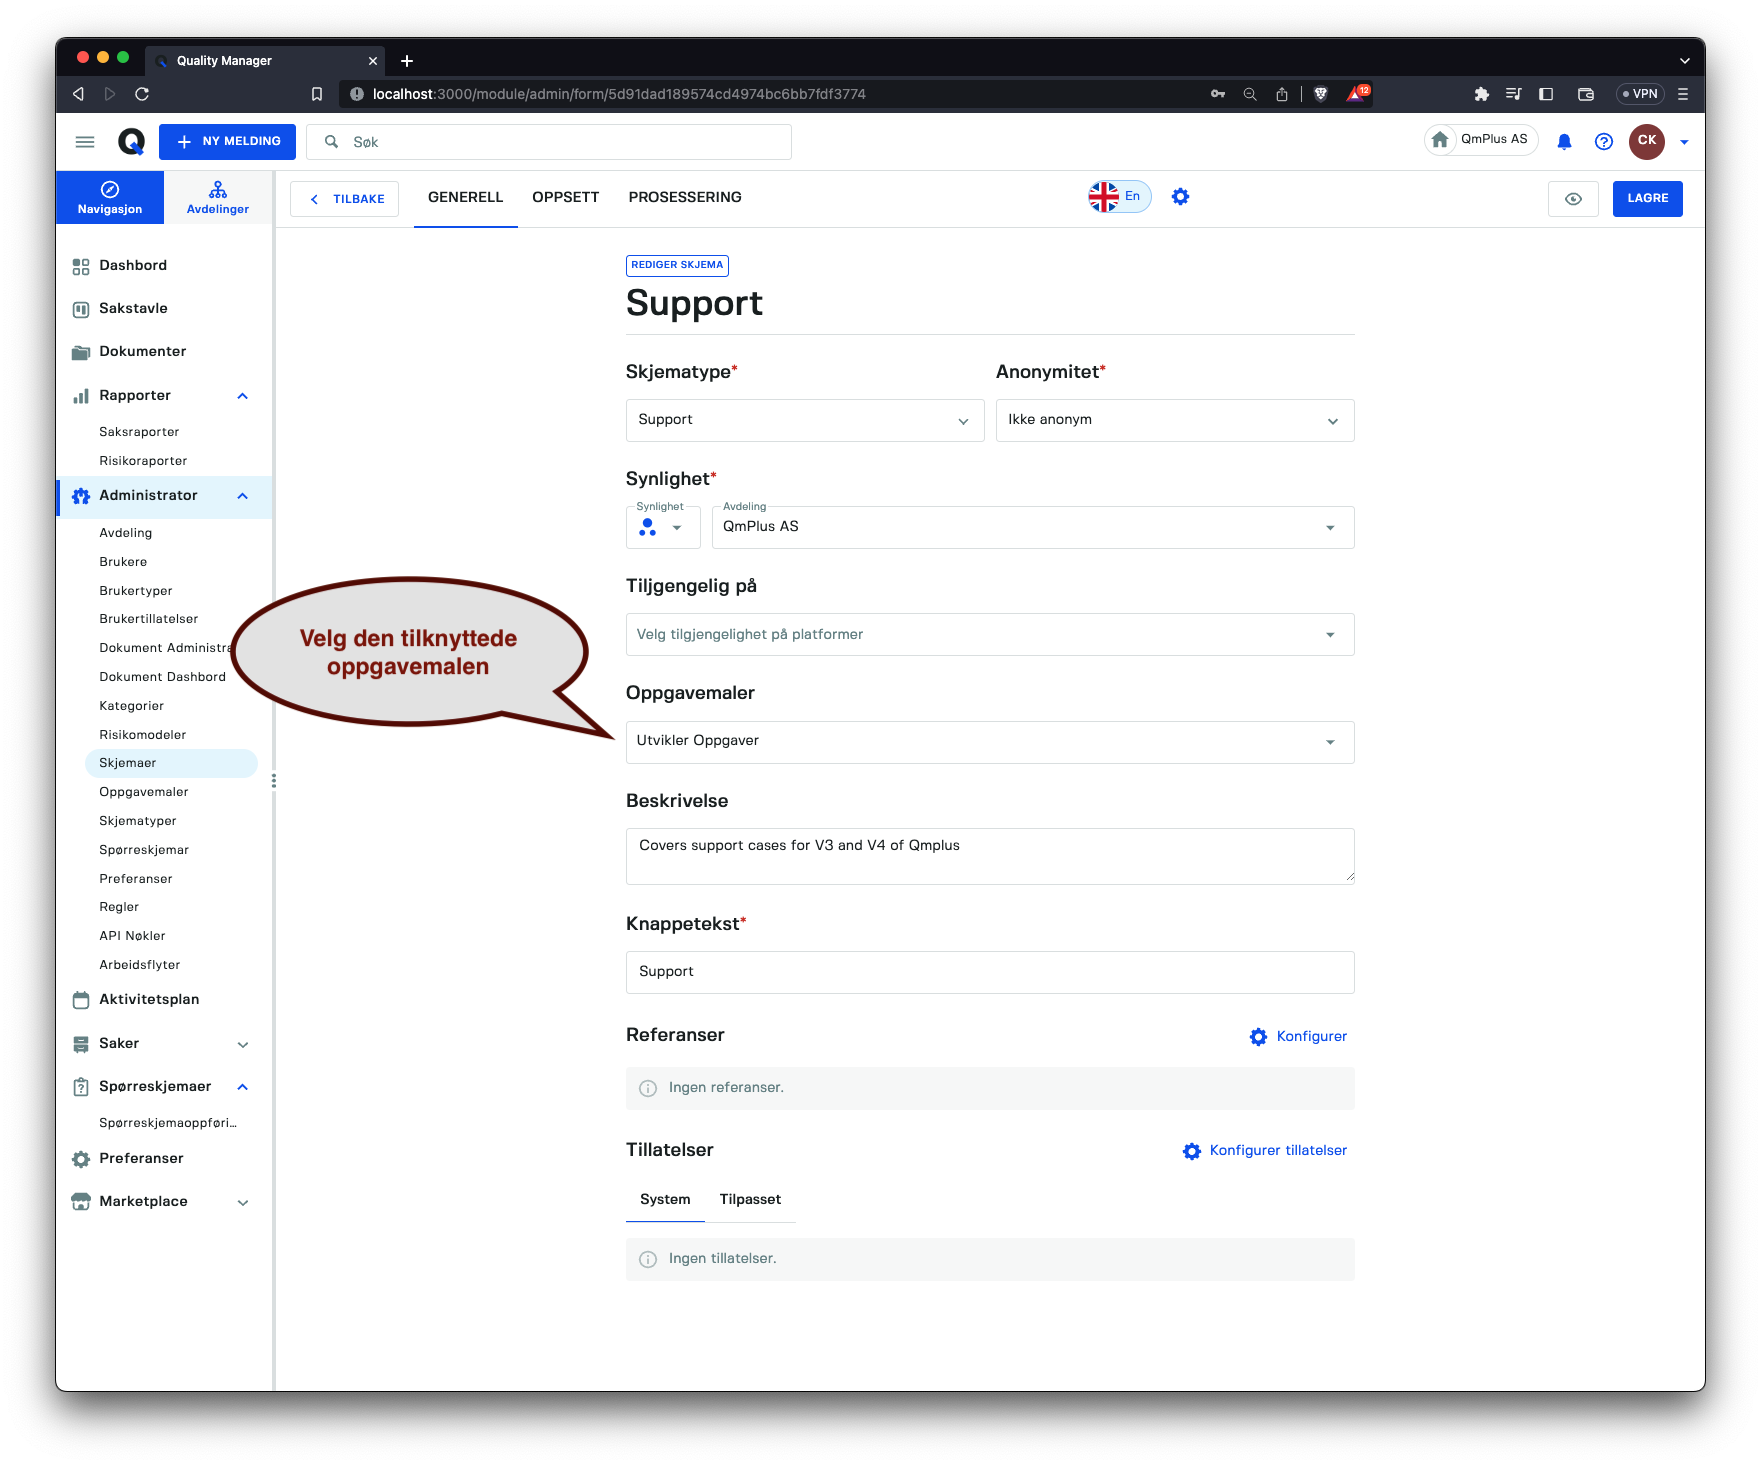 Quality Manager
localhost:3000/module/admin/form/5d91dad189574cd4974bc6bb7fdf3774
12
VPN
NY MELDING
Søk
QmPlus AS
CK
Navigasjon
Avdelinger
TILBAKE
GENERELL
OPPSETT
PROSESSERING
En
LAGRE
Dashbord
Sakstavle
Dokumenter
Rapporter
Saksraporter
Risikoraporter
Administrator
Avdeling
Brukere
Brukertyper
Brukertillatelser
Dokument Administra
Dokument Dashbord
Kategorier
Risikomodeler
Skjemaer
Oppgavemaler
Skjematyper
Spørreskjemar
Preferanser
Regler
API Nøkler
Arbeidsflyter
Aktivitetsplan
Saker
Spørreskjemaer
Spørreskjemaoppføri...
Preferanser
Marketplace
REDIGER SKJEMA
Support
Skjematype*
Anonymitet*
Support
Ikke anonym
Synlighet*
Synlighet
Avdeling
QmPlus AS
Tiljgengelig på
Velg tilgjengelighet på platformer
Velg den tilknyttede
oppgavemalen
Oppgavemaler
Utvikler Oppgaver
Beskrivelse
Covers support cases for V3 and V4 of Qmplus
Knappetekst*
Support
Referanser
Konfigurer
Ingen referanser.
Tillatelser
Konfigurer tillatelser
System
Tilpasset
Ingen tillatelser.